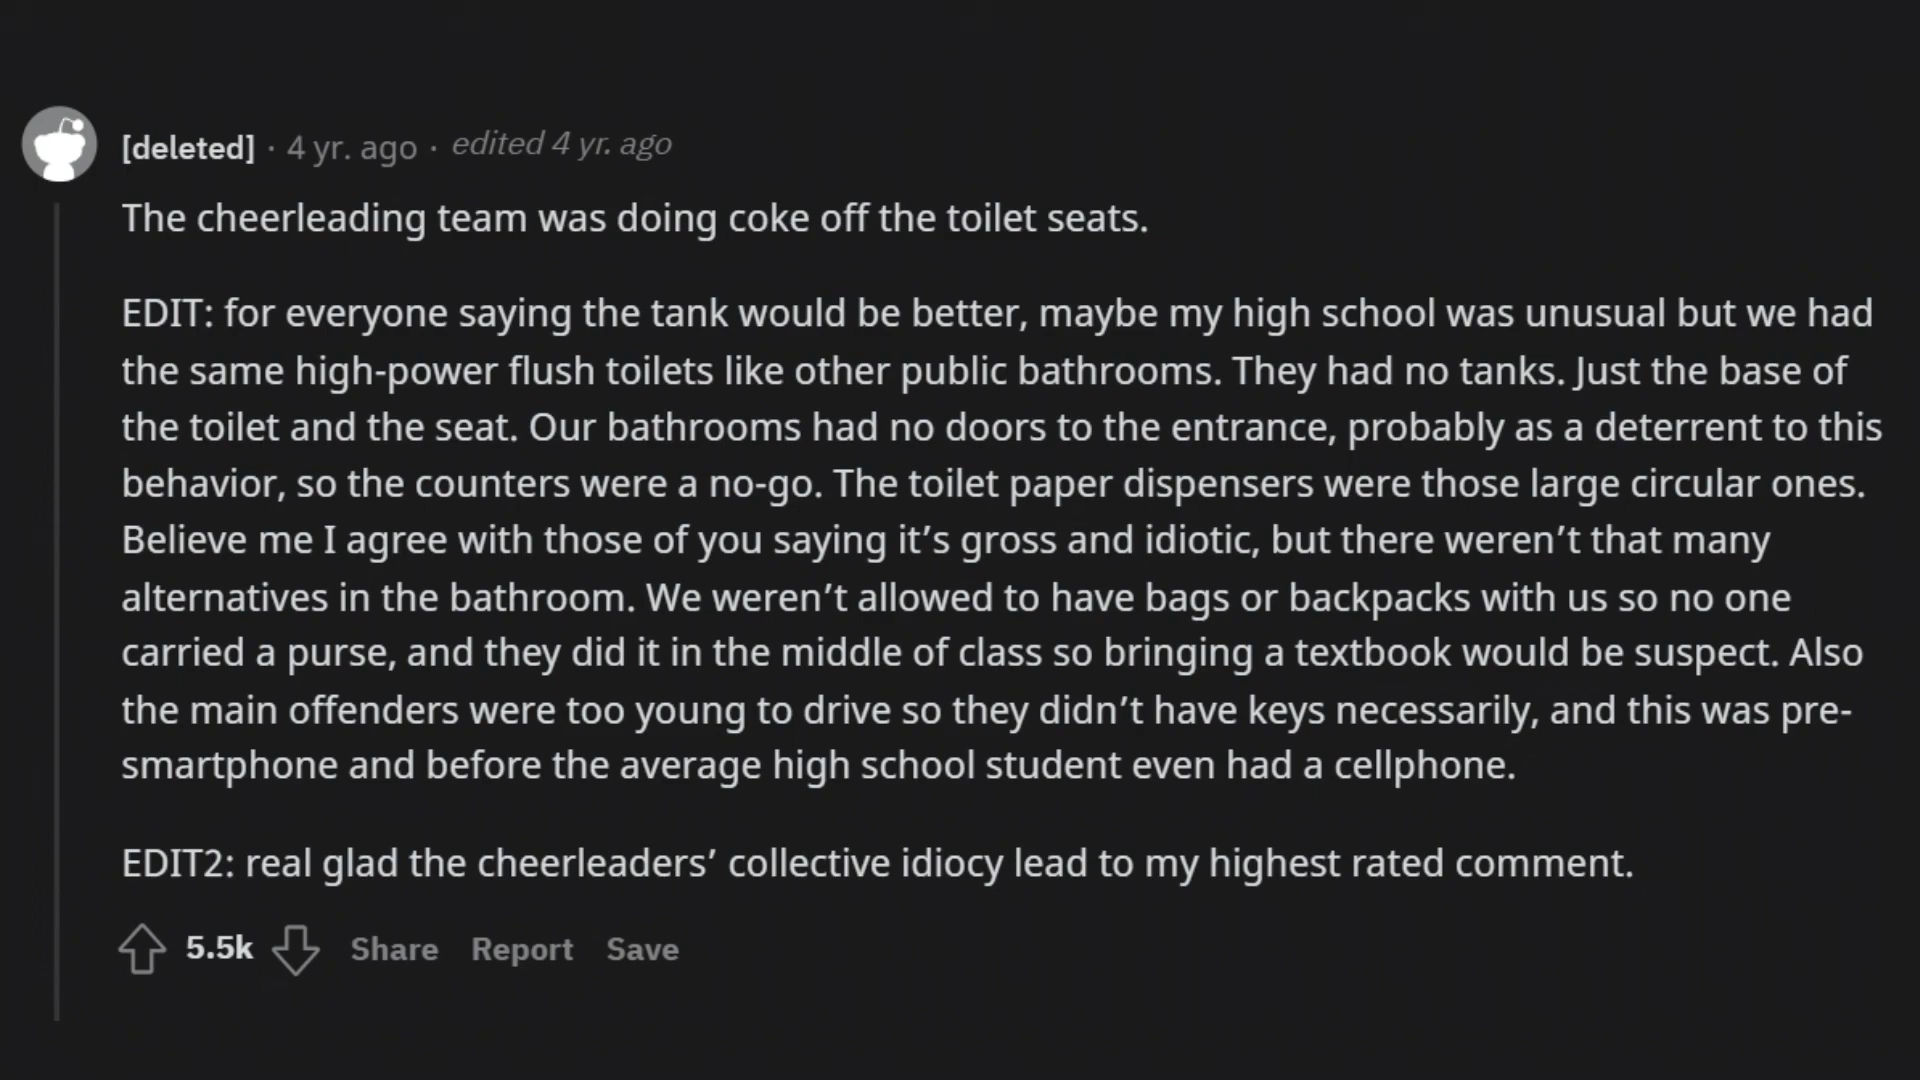 [deleted] · 4 yr. ago · edited 4 yr. ago
The cheerleading team was doing coke off the toilet seats.
EDIT: for everyone saying the tank would be better, maybe my high school was unusual but we had
the same high-power flush toilets like other public bathrooms. They had no tanks. Just the base of
the toilet and the seat. Our bathrooms had no doors to the entrance, probably as a deterrent to this
behavior, so the counters were a no-go. The toilet paper dispensers were those large circular ones.
Believe me I agree with those of you saying it’s gross and idiotic, but there weren’t that many
alternatives in the bathroom. We weren’t allowed to have bags or backpacks with us so no one
carried a purse, and they did it in the middle of class so bringing a textbook would be suspect. Also
the main offenders were too young to drive so they didn’t have keys necessarily, and this was pre-
smartphone and before the average high school student even had a cellphone.
EDIT2: real glad the cheerleaders’ collective idiocy lead to my highest rated comment.
5.5k Share Report Save